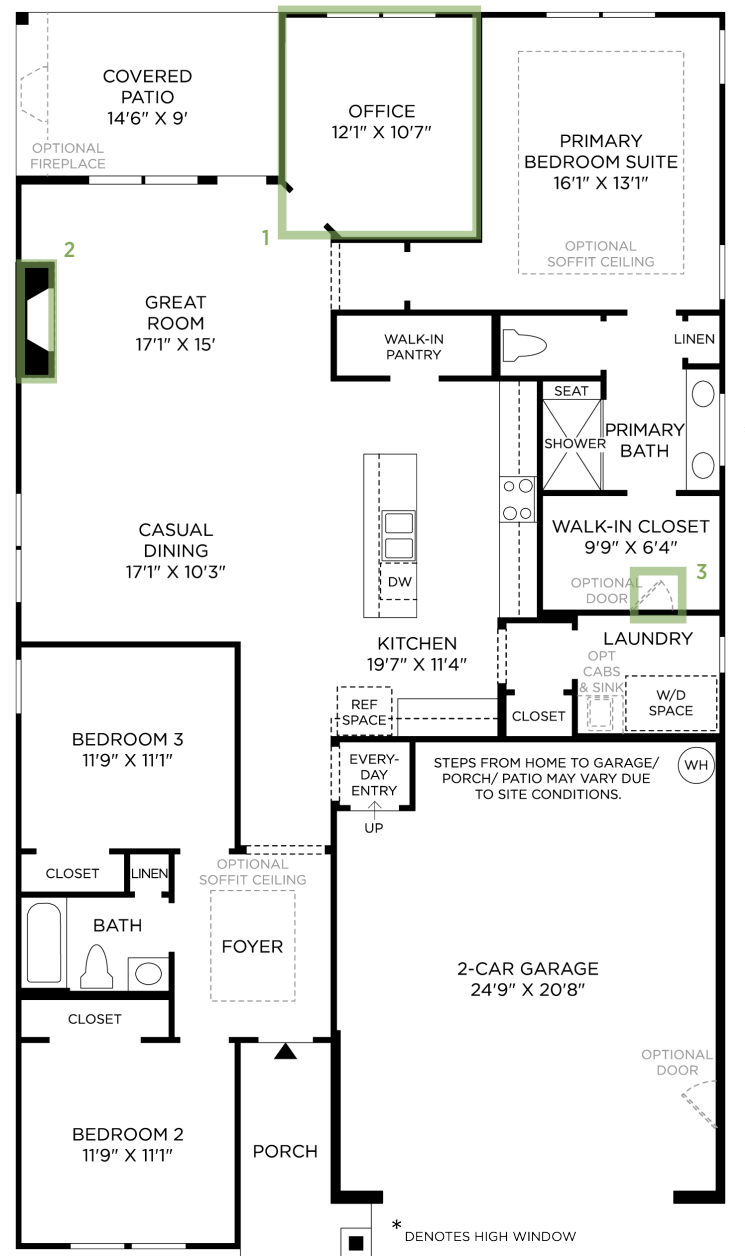 COVERED
PATIO
14'6" X 9'
OPTIONAL
FIREPLACE
OFFICE
12'1" X 10'7"
1
PRIMARY
BEDROOM SUITE
16'1" X 13'1"
OPTIONAL
SOFFIT CEILING
2
GREAT
ROOM
17'1" X 15'
WALK-IN
PANTRY
LINEN
SEAT
SHOWER
PRIMARY
BATH
WALK-IN CLOSET
9'9" X 6'4"
OPTIONAL
DOOR
3
CASUAL
DINING
17'1" X 10'3"
DW
KITCHEN
19'7" X 11'4"
LAUNDRY
OPT
CABS
& SINK
W/D
SPACE
REF
SPACE
CLOSET
BEDROOM 3
11'9" X 11'1"
EVERY-
DAY
ENTRY
UP
STEPS FROM HOME TO GARAGE/
PORCH/ PATIO MAY VARY DUE
TO SITE CONDITIONS.
WH
CLOSET
LINEN
OPTIONAL
SOFFIT CEILING
BATH
FOYER
2-CAR GARAGE
24'9" X 20'8"
CLOSET
OPTIONAL
DOOR
BEDROOM 2
11'9" X 11'1"
PORCH
* DENOTES HIGH WINDOW